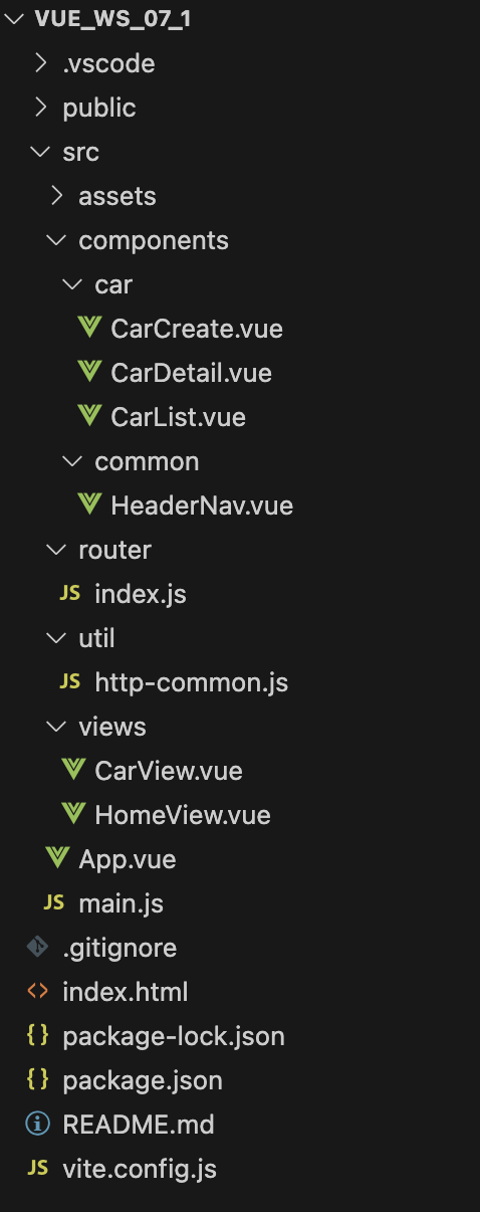 VUE_WS_07_1
.vscode
public
src
assets
components
car
CarCreate.vue
CarDetail.vue
CarList.vue
common
HeaderNav.vue
router
JS index.js
util
JS http-common.js
views
CarView.vue
HomeView.vue
App.vue
JS main.js
.gitignore
<> index.html
{} package-lock.json
{} package.json
README.md
JS vite.config.js